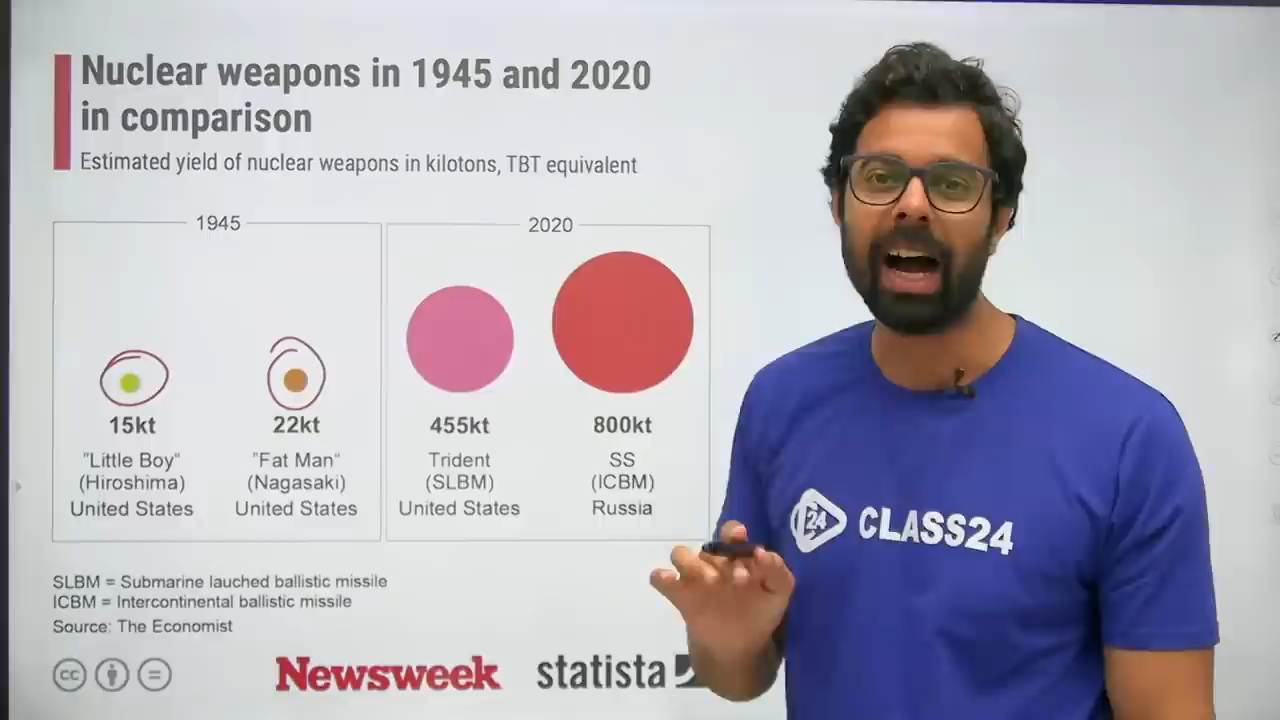 Nuclear weapons in 1945 and 2020
in comparison
Estimated yield of nuclear weapons in kilotons, TBT equivalent
1945
2020
15kt
"Little Boy"
(Hiroshima)
United States
22kt
"Fat Man"
(Nagasaki)
United States
455kt
Trident
(SLBM)
United States
800kt
SS
(ICBM)
Russia
SLBM = Submarine lauched ballistic missile
ICBM = Intercontinental ballistic missile
Source: The Economist
cc
Newsweek
statista
24
CLASS24